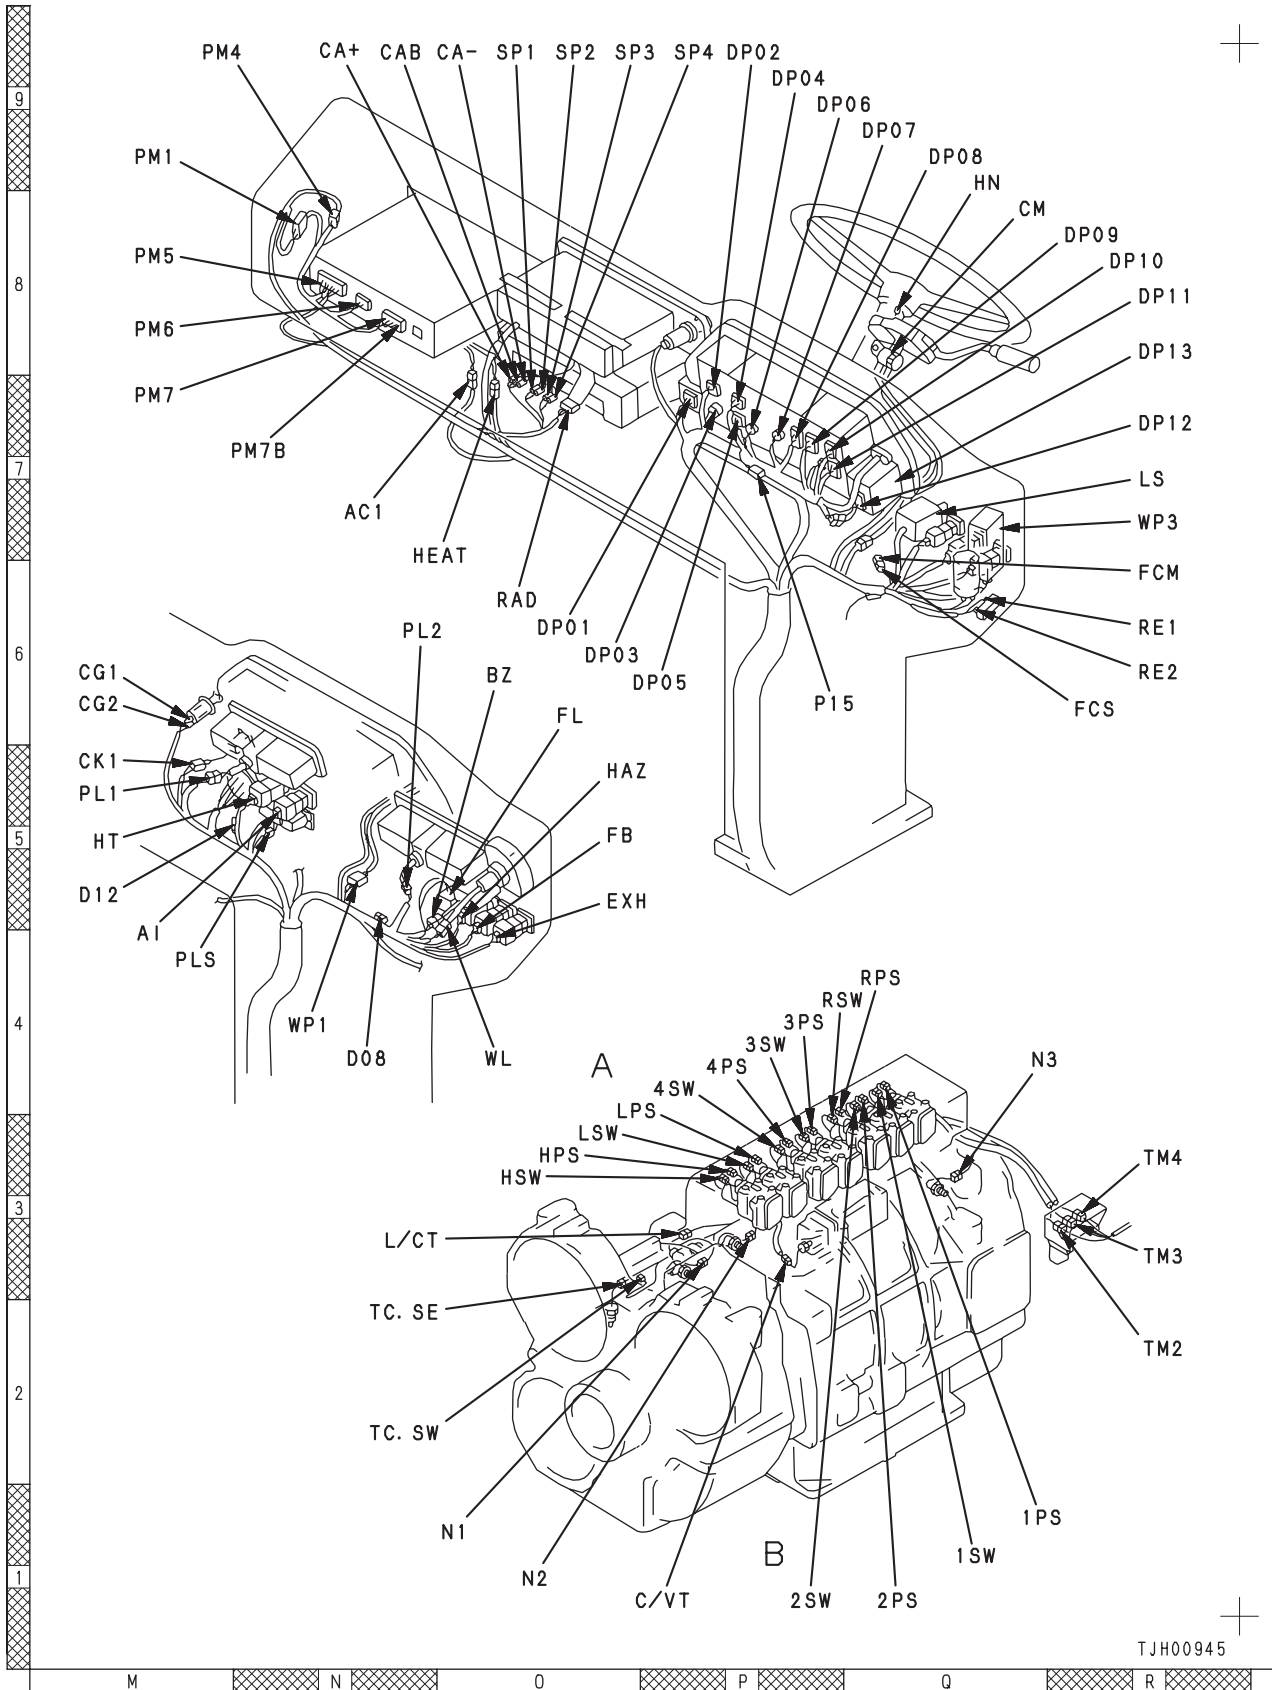 PM4 CA+ CAB CA- SP1 SP2 SP3 SP4 DP02
DP04
9
DP06
DP07
PM1
DP08
HN
CM
DP09
PM5
DP10
8
DP11
PM6
DP13
PM7
DP12
PM7B
7
LS
AC1
WP3
HEAT
FCM
RAD
DP01
RE1
PL2
DP03
6
CG1
BZ
DP05
RE2
CG2
P15
FCS
FL
CK1
HAZ
PL1
HT
5
FB
D12
EXH
AI
PLS
RPS
RSW
4
WP1
3PS
3SW
D08
WL
A
4PS
N3
4SW
LPS
LSW
HPS
TM4
HSW
3
L/CT
TM3
TC. SE
TM2
2
TC. SW
1PS
N1
B
1SW
1
N2
C/VT
2SW
2PS
TJH00945
M N O P Q R